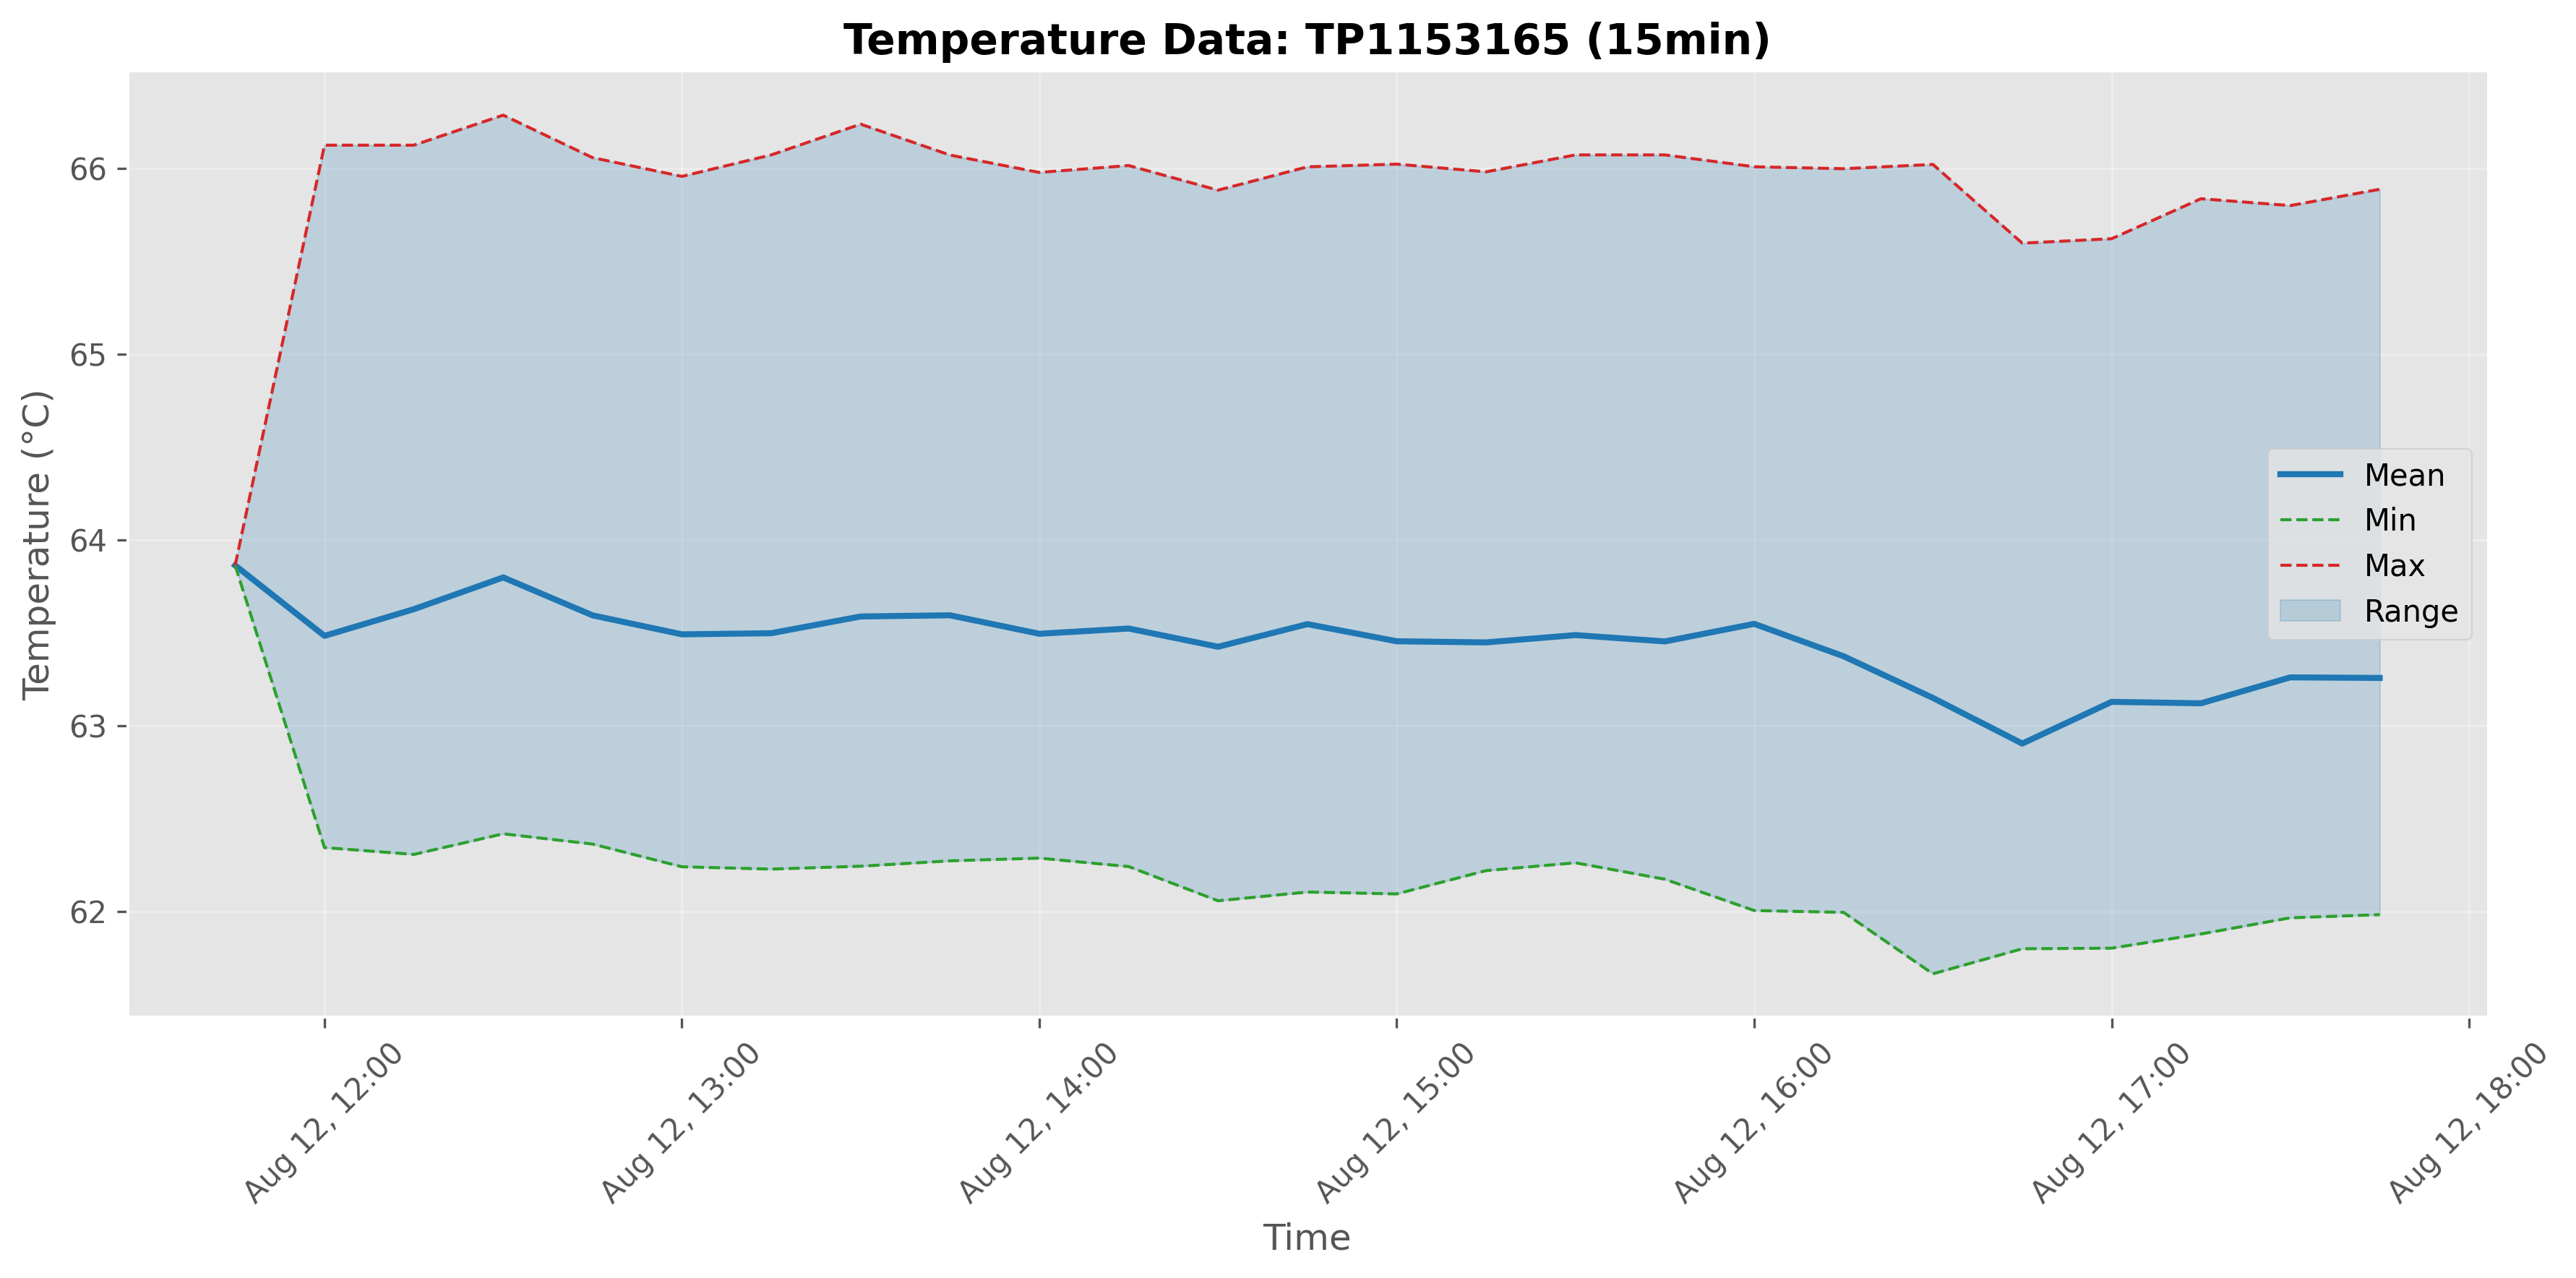 Temperature Data: TP1153165 (15min)
Temperature (°C)
66
65
64
63
62
Mean
Min
Max
Range
Aug 12, 12:00
Aug 12, 13:00
Aug 12, 14:00
Aug 12, 15:00
Aug 12, 16:00
Aug 12, 17:00
Aug 12, 18:00
Time